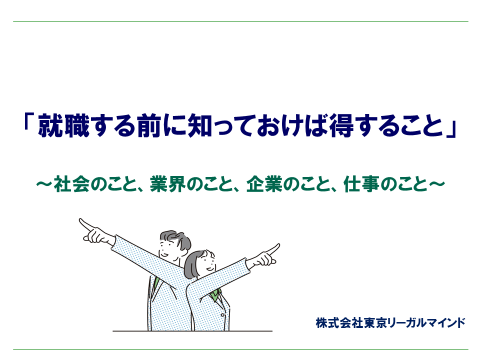 「就職する前に知っておけば得すること」
～社会のこと、業界のこと、企業のこと、仕事のこと～
株式会社東京リーガルマインド